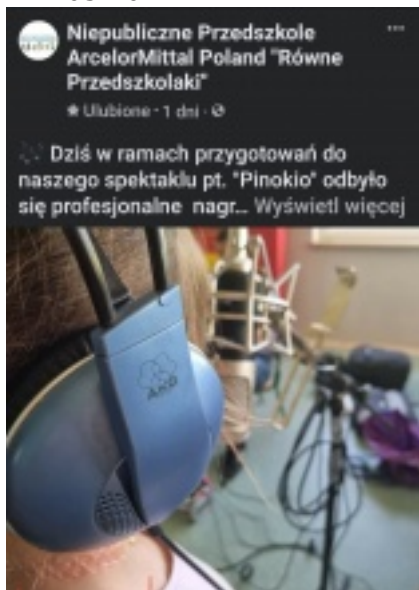 Niepubliczne Przedszkole
ArcelorMittal Poland "Równe
Przedszkolaki"
Ulubione · 1 dni ·
Dziś w ramach przygotowań do
naszego spektaklu pt. "Pinokio" odbyło
się profesjonalne nagr... Wyświetl więcej
AKG